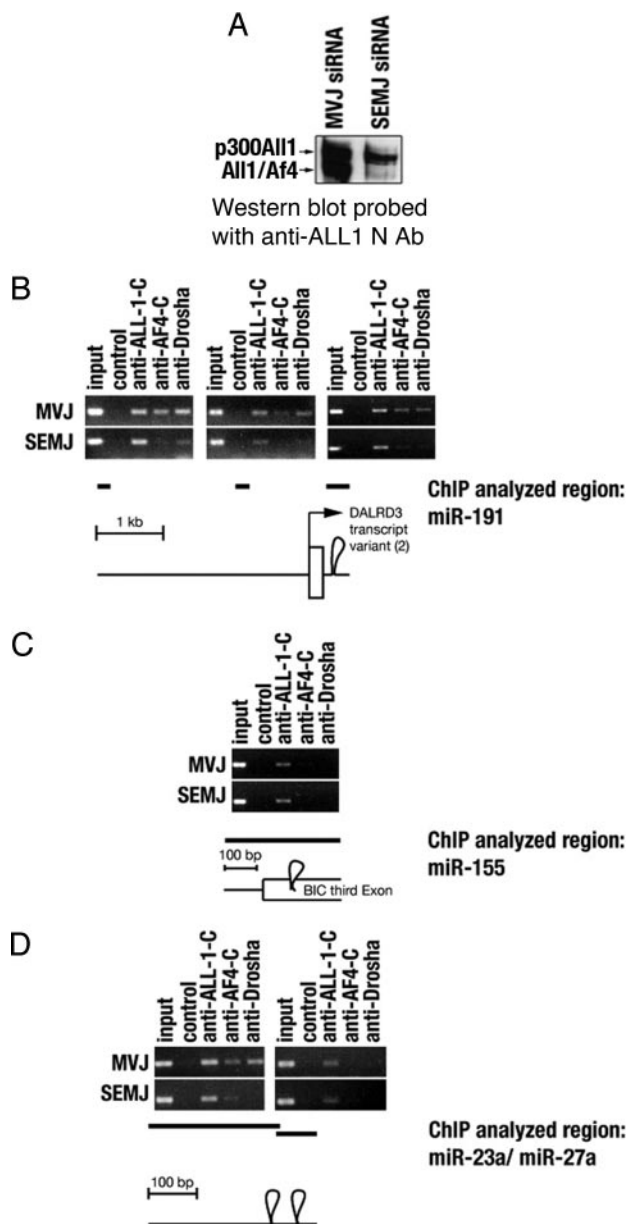 A
MVJ siRNA
SEMJ siRNA
p300All1
All1/Af4
Western blot probed
with anti-ALL1 N Ab
B
input
control
anti-ALL-1-C
anti-AF4-C
anti-Drosha
input
control
anti-ALL-1-C
anti-AF4-C
anti-Drosha
input
control
anti-ALL-1-C
anti-AF4-C
anti-Drosha
MVJ
SEMJ
ChIP analyzed region:
miR-191
1 kb
DALRD3
transcript
variant (2)
C
input
control
anti-ALL-1-C
anti-AF4-C
anti-Drosha
MVJ
SEMJ
ChIP analyzed region:
miR-155
100 bp
BIC third Exon
D
input
control
anti-ALL-1-C
anti-AF4-C
anti-Drosha
input
control
anti-ALL-1-C
anti-AF4-C
anti-Drosha
MVJ
SEMJ
ChIP analyzed region:
miR-23a/ miR-27a
100 bp